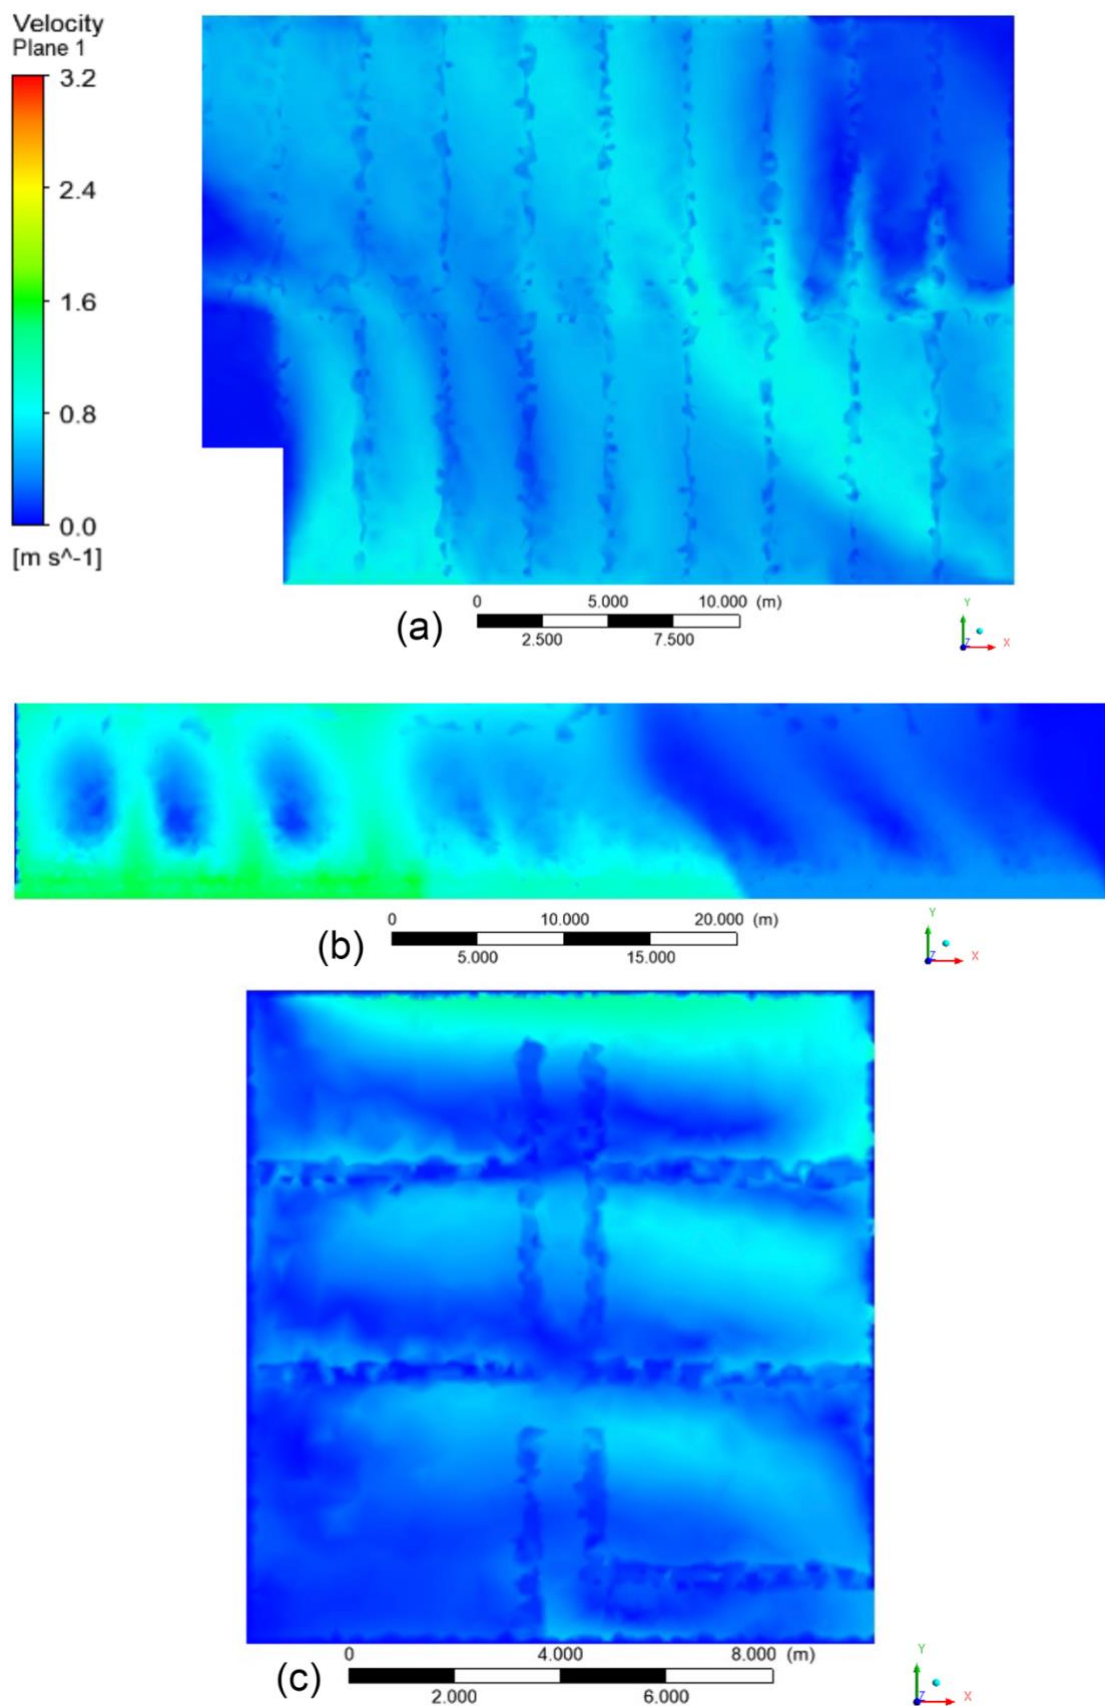 Velocity
Plane 1
3.2
2.4
1.6
0.8
0.0
[m s^-1]
(a)
0 5.000 10.000 (m)
2.500 7.500
Y
Z X
(b)
0 10.000 20.000 (m)
5.000 15.000
Y
Z X
(c)
0 4.000 8.000 (m)
2.000 6.000
Y
Z X